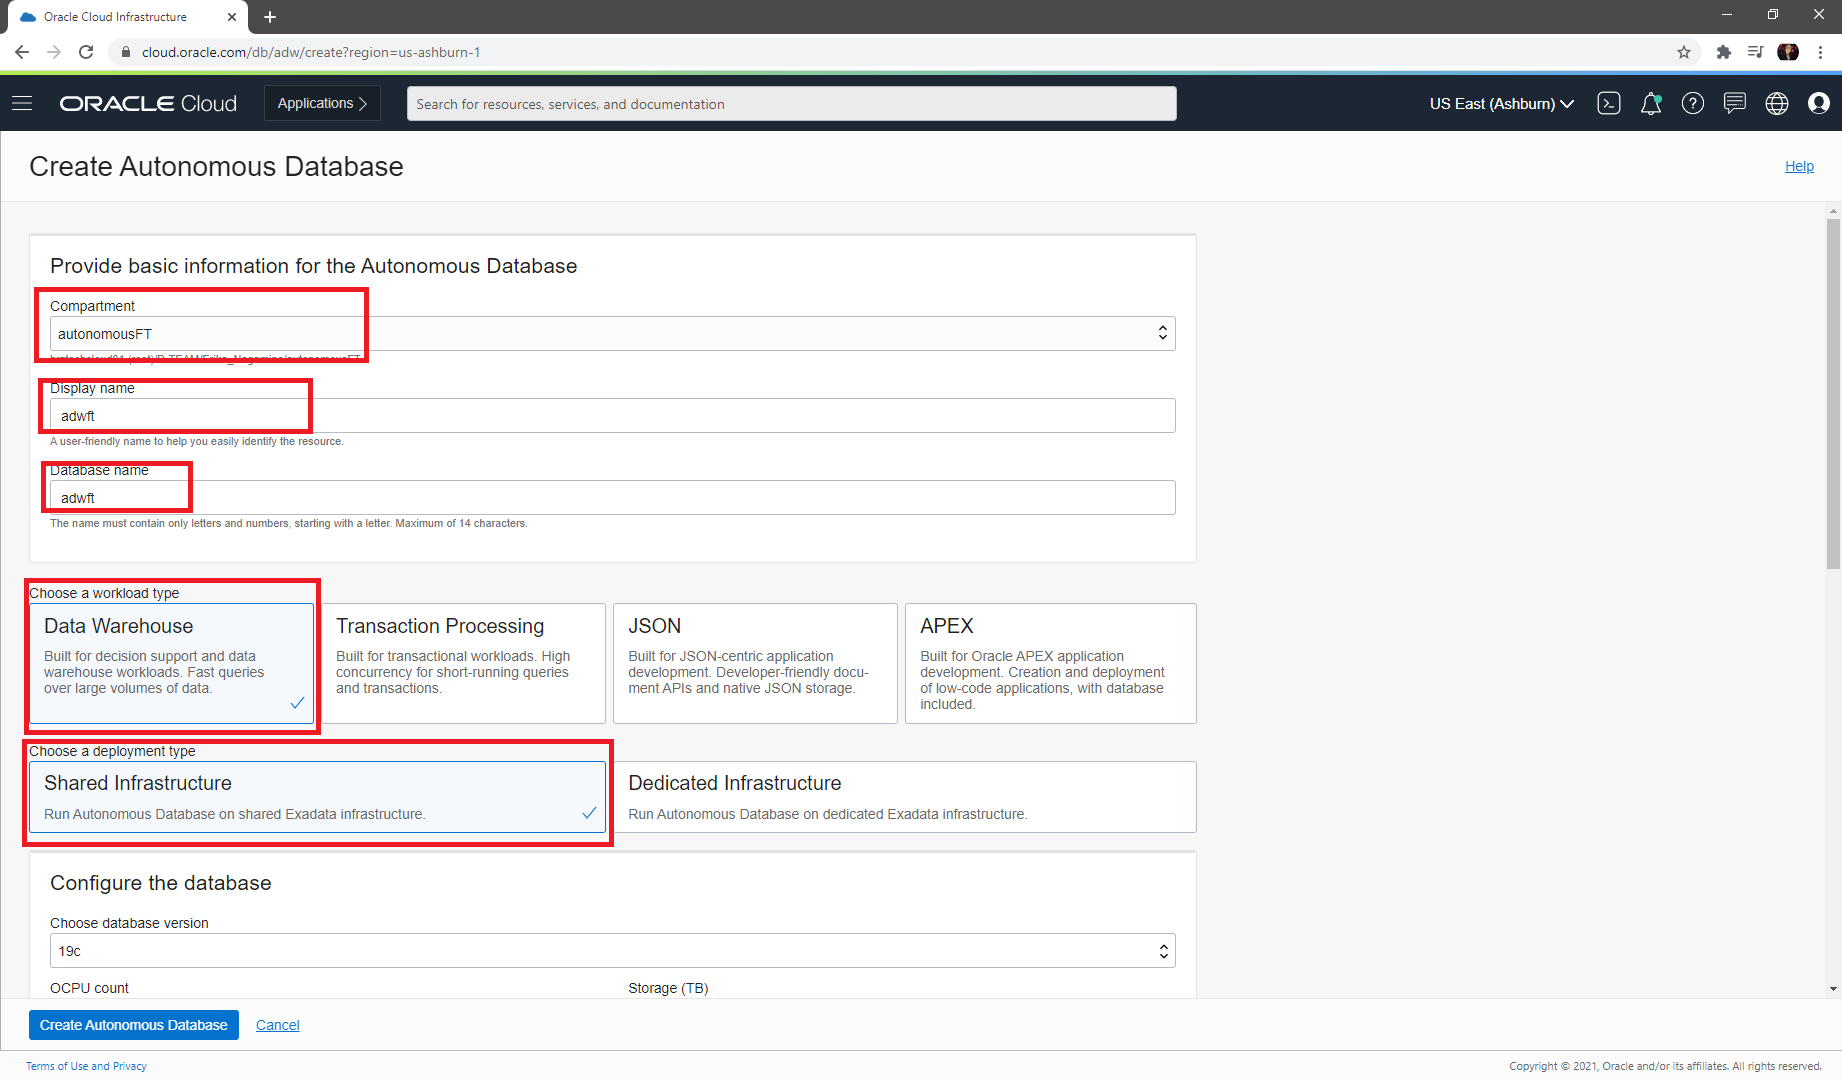 Oracle Cloud Infrastructure
cloud.oracle.com/db/adw/create?region=us-ashburn-1
ORACLE Cloud
Applications
Search for resources, services, and documentation
US East (Ashburn)
Create Autonomous Database
Help
Provide basic information for the Autonomous Database
Compartment
autonomousFT
Display name
adwft
A user-friendly name to help you easily identify the resource.
Database name
adwft
The name must contain only letters and numbers, starting with a letter. Maximum of 14 characters.
Choose a workload type
Data Warehouse
Built for decision support and data
warehouse workloads. Fast queries
over large volumes of data.
Transaction Processing
Built for transactional workloads. High
concurrency for short-running queries
and transactions.
JSON
Built for JSON-centric application
development. Developer-friendly docu-
ment APIs and native JSON storage.
APEX
Built for Oracle APEX application
development. Creation and deployment
of low-code applications, with database
included.
Choose a deployment type
Shared Infrastructure
Run Autonomous Database on shared Exadata infrastructure.
Dedicated Infrastructure
Run Autonomous Database on dedicated Exadata infrastructure.
Configure the database
Choose database version
19c
OCPU count
Storage (TB)
Create Autonomous Database
Cancel
Terms of Use and Privacy
Copyright © 2021, Oracle and/or its affiliates. All rights reserved.